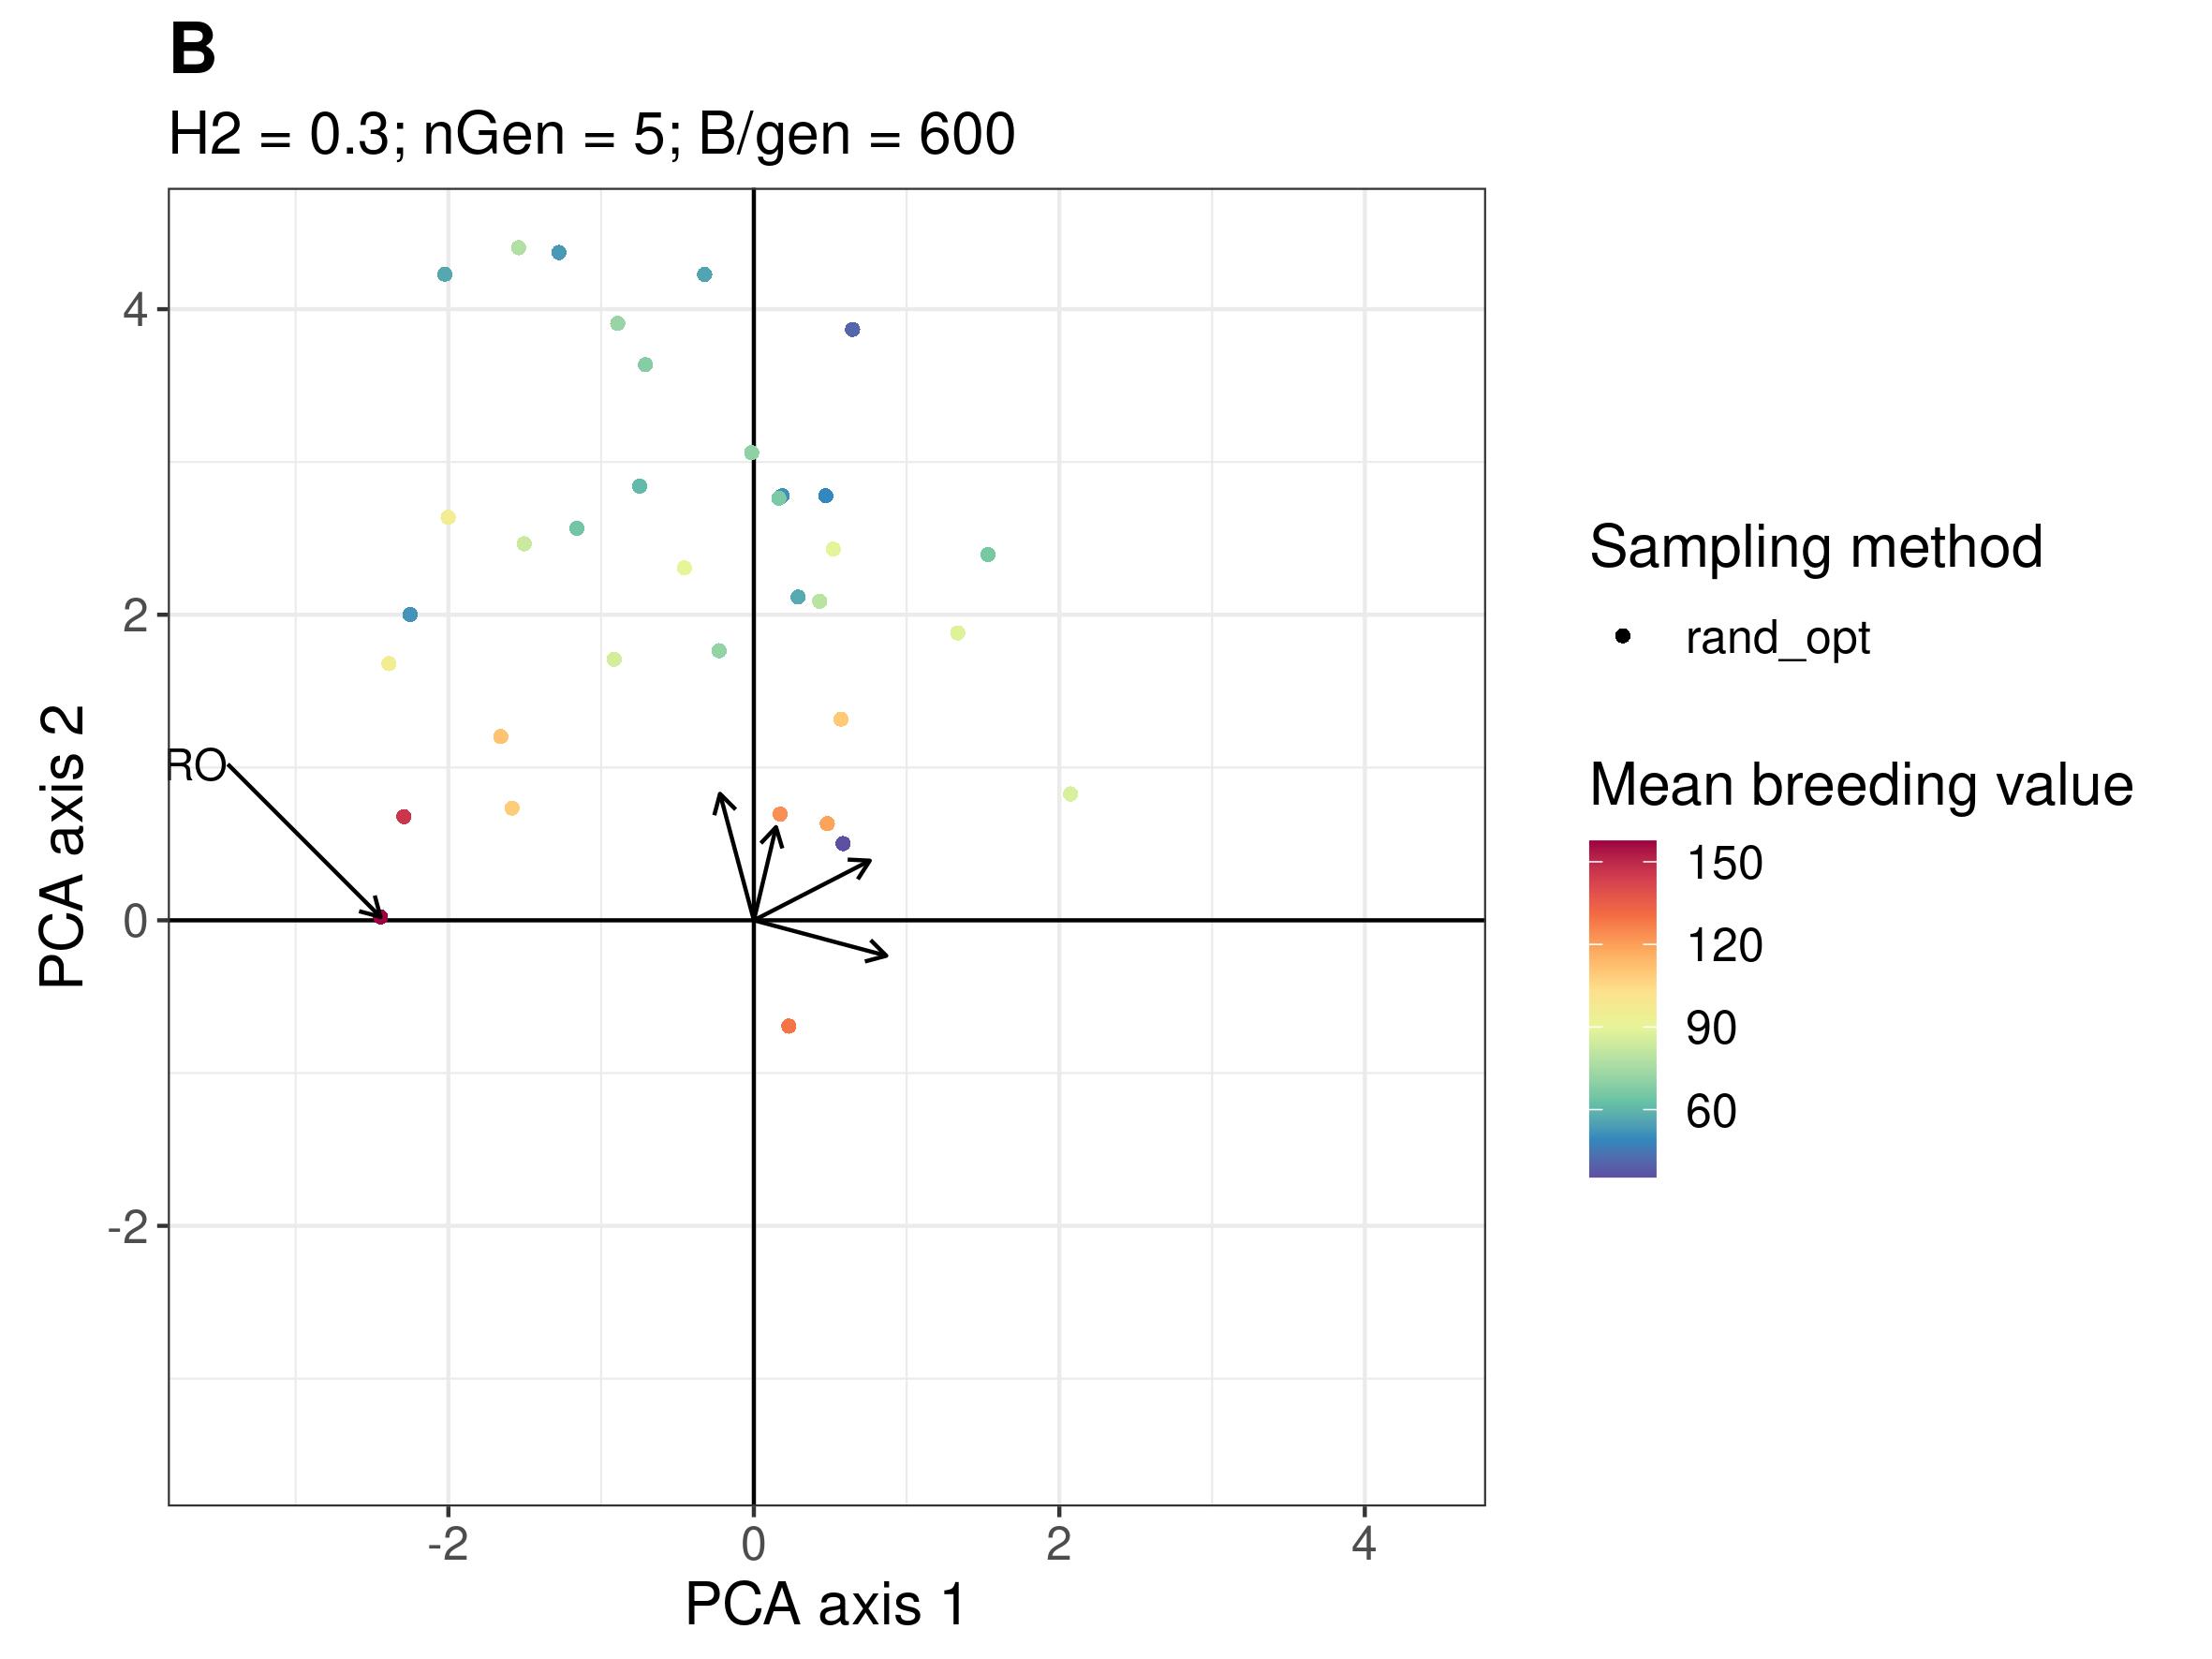 B
H2 = 0.3; nGen = 5; B/gen = 600
4
2
0
-2
PCA axis 2
RO
-2 0 2 4
PCA axis 1
Sampling method
rand_opt
Mean breeding value
150
120
90
60